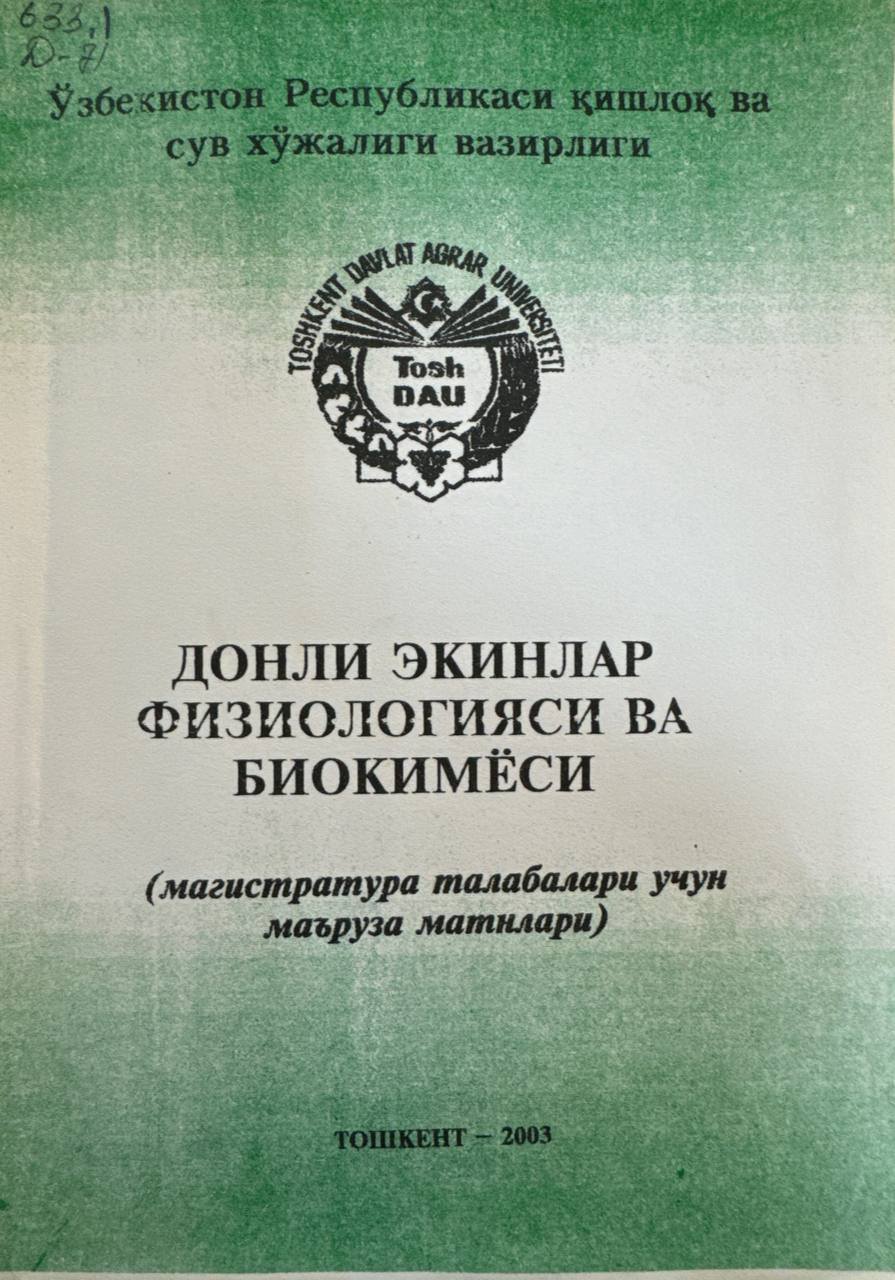 633.1
Д-71
Ўзбекистон Республикаси қишлоқ ва
сув хўжалиги вазирлиги
TOSHKENT DAVLAT AGRAR UNIVERSITETI
Tosh
DAU
ДОНЛИ ЭКИНЛАР
ФИЗИОЛОГИЯСИ ВА
БИОКИМЁСИ
(магистратура талабалари учун
маъруза матнлари)
ТОШКЕНТ – 2003